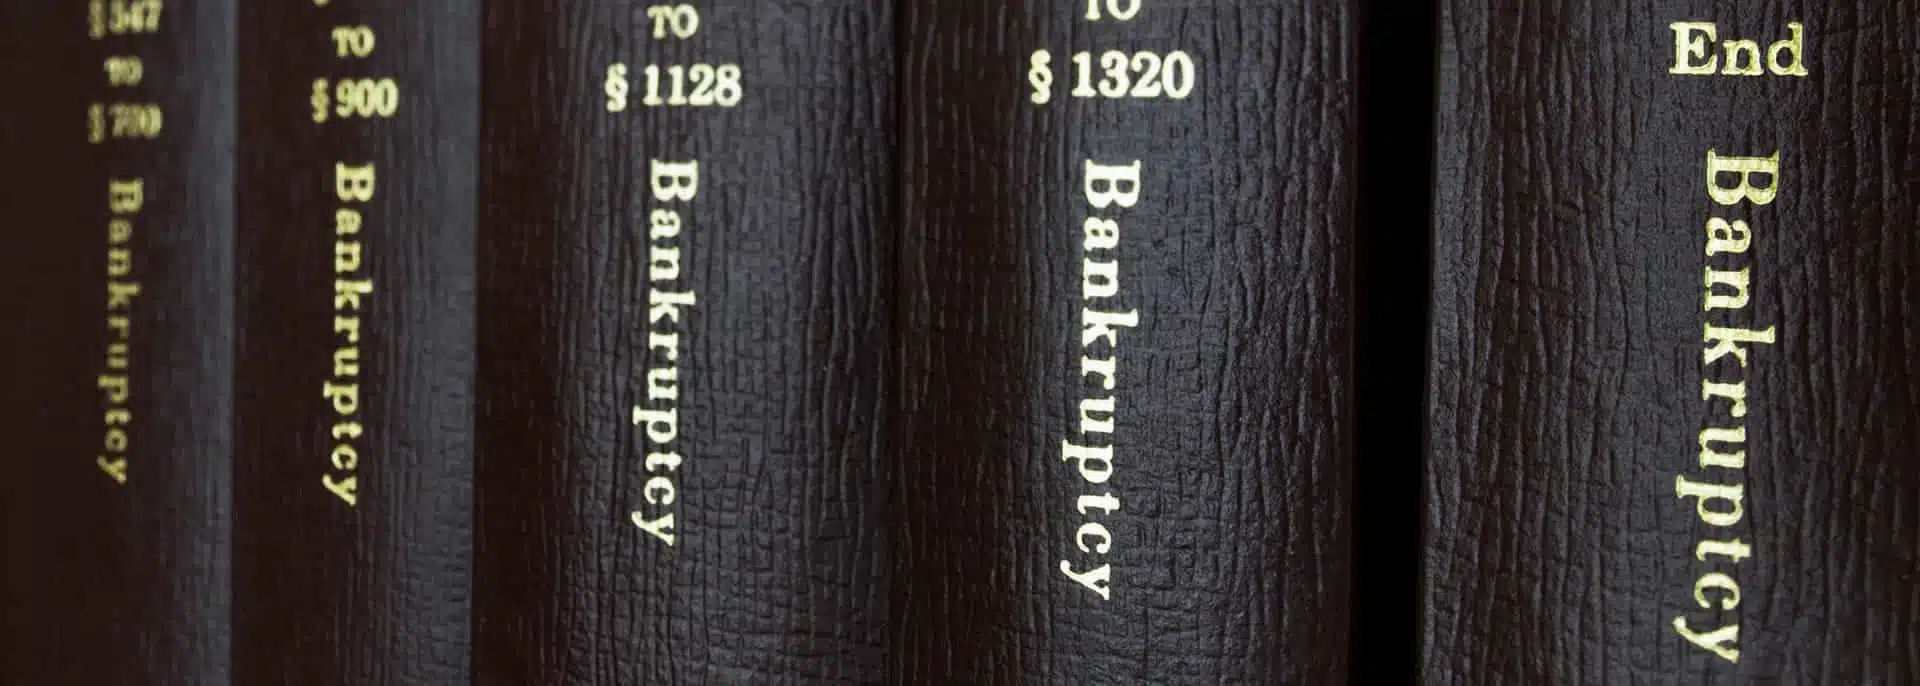 § 547
TO
§ 700
Bankruptcy
TO
§ 900
Bankruptcy
TO
§ 1128
Bankruptcy
TO
§ 1320
Bankruptcy
End
Bankruptcy